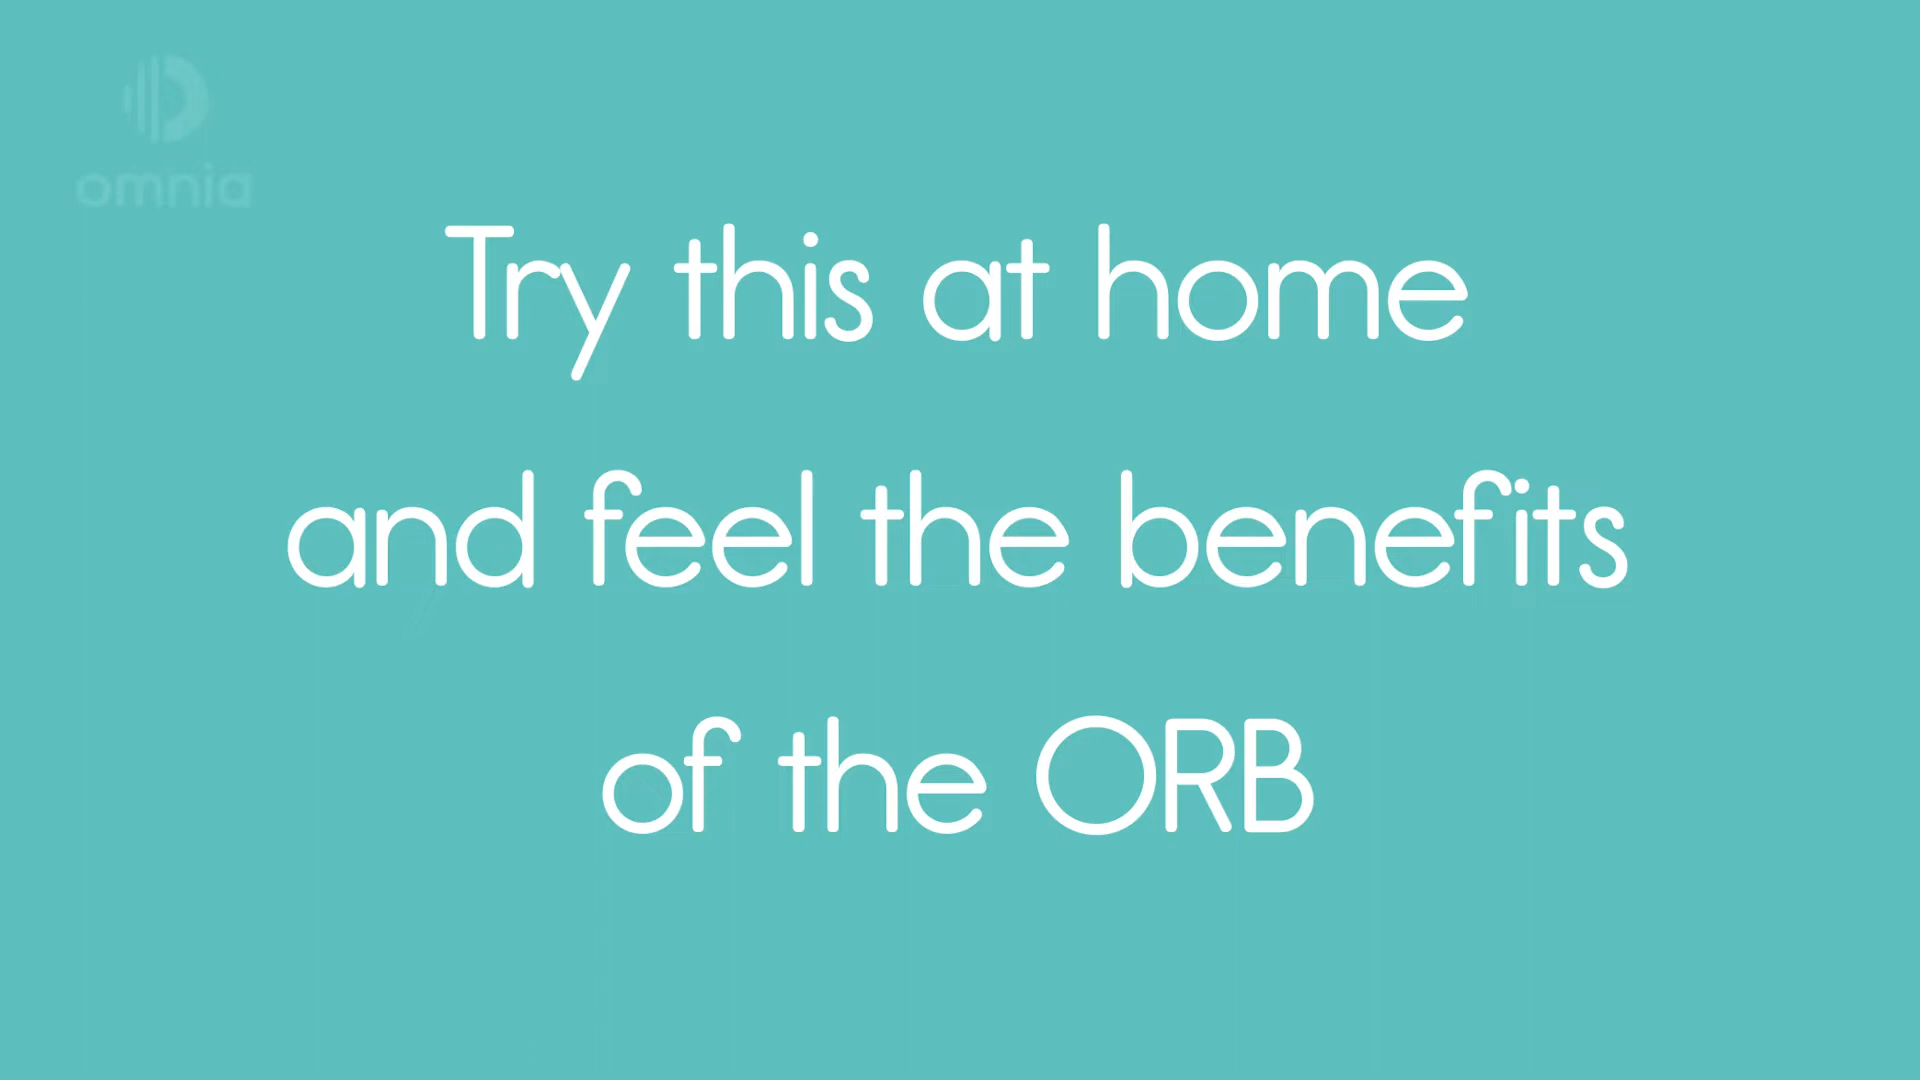 omnia
Try this at home
and feel the benefits
of the ORB